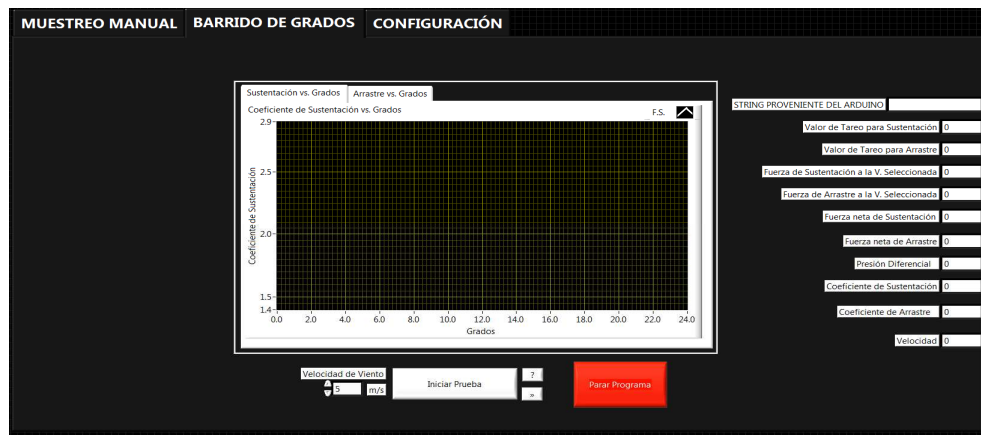 MUESTREO MANUAL BARRIDO DE GRADOS CONFIGURACIÓN
Sustentación vs. Grados Arrastre vs. Grados
Coeficiente de Sustentación vs. Grados
F.S.
2.9
2.5
2.0
1.5
1.4
Coeficiente de Sustentación
0.0 2.0 4.0 6.0 8.0 10.0 12.0 14.0 16.0 18.0 20.0 22.0 24.0
Grados
STRING PROVENIENTE DEL ARDUINO
Valor de Tareo para Sustentación 0
Valor de Tareo para Arrastre 0
Fuerza de Sustentación a la V. Seleccionada 0
Fuerza de Arrastre a la V. Seleccionada 0
Fuerza neta de Sustentación 0
Fuerza neta de Arrastre 0
Presión Diferencial 0
Coeficiente de Sustentación 0
Coeficiente de Arrastre 0
Velocidad 0
Velocidad de Viento
5 m/s
Iniciar Prueba
?
»
Parar Programa